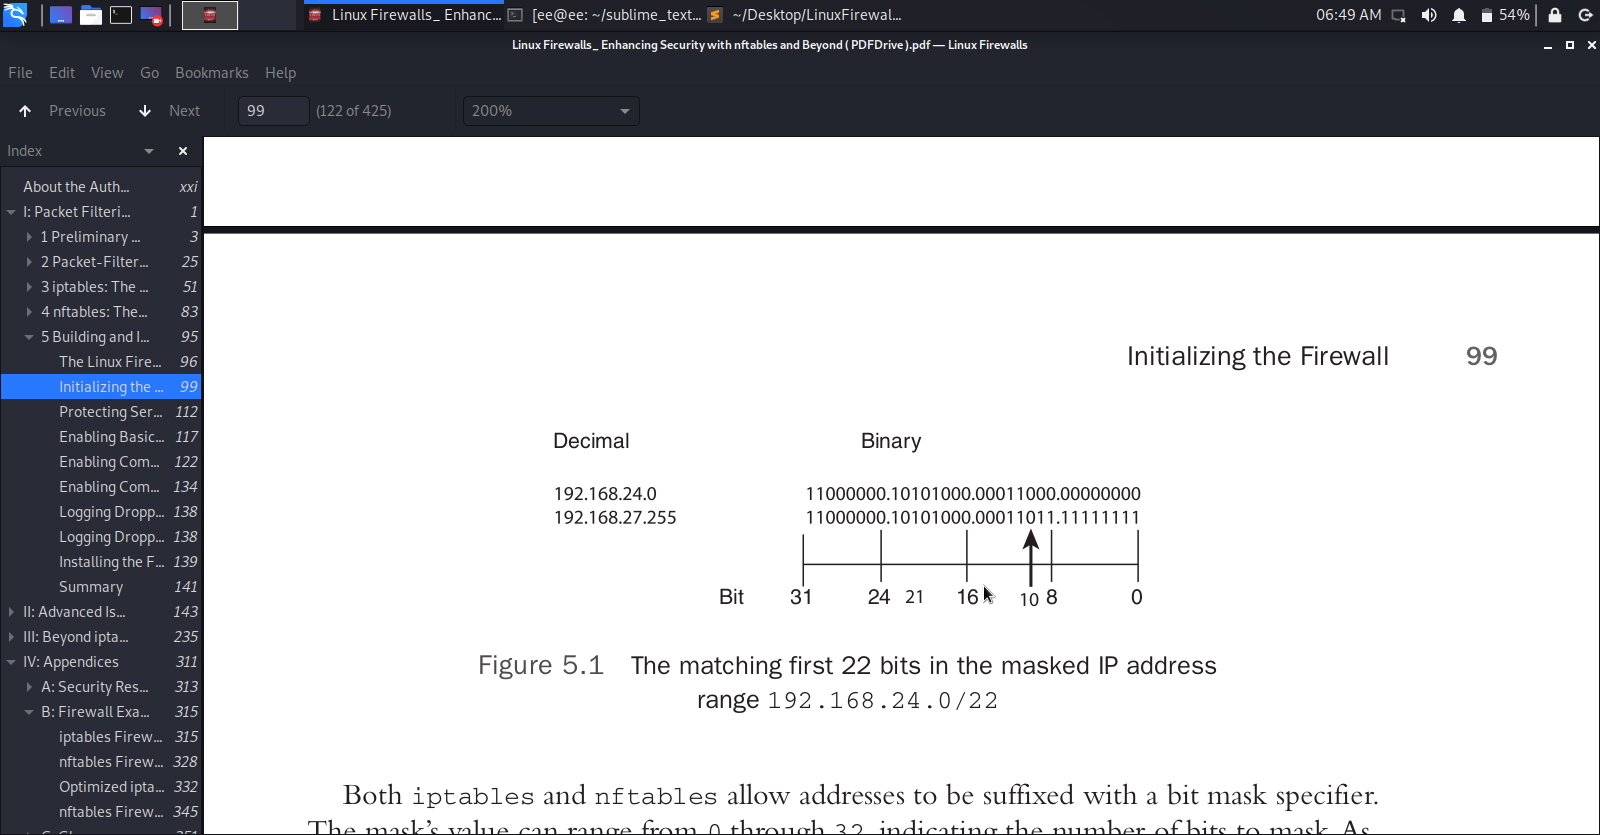 Linux Firewalls_ Enhanc...
[ee@ee: ~/sublime_text...
~/Desktop/LinuxFirewal...
06:49 AM
54%
Linux Firewalls_ Enhancing Security with nftables and Beyond ( PDFDrive ).pdf — Linux Firewalls
File Edit View Go Bookmarks Help
Previous Next 99 (122 of 425) 200%
Index
About the Auth... xxi
I: Packet Filteri... 1
1 Preliminary ... 3
2 Packet-Filter... 25
3 iptables: The ... 51
4 nftables: The... 83
5 Building and I... 95
The Linux Fire... 96
Initializing the ... 99
Protecting Ser... 112
Enabling Basic... 117
Enabling Com... 122
Enabling Com... 134
Logging Dropp... 138
Logging Dropp... 138
Installing the F... 139
Summary 141
II: Advanced Is... 143
III: Beyond ipta... 235
IV: Appendices 311
A: Security Res... 313
B: Firewall Exa... 315
iptables Firew... 315
nftables Firew... 328
Optimized ipta... 332
nftables Firew... 345
Initializing the Firewall 99
Decimal Binary
192.168.24.0 11000000.10101000.00011000.00000000
192.168.27.255 11000000.10101000.00011011.11111111
Bit 31 24 21 16 10 8 0
Figure 5.1 The matching first 22 bits in the masked IP address
range 192.168.24.0/22
Both iptables and nftables allow addresses to be suffixed with a bit mask specifier.
The mask's value can range from 0 through 32, indicating the number of bits to mask. As